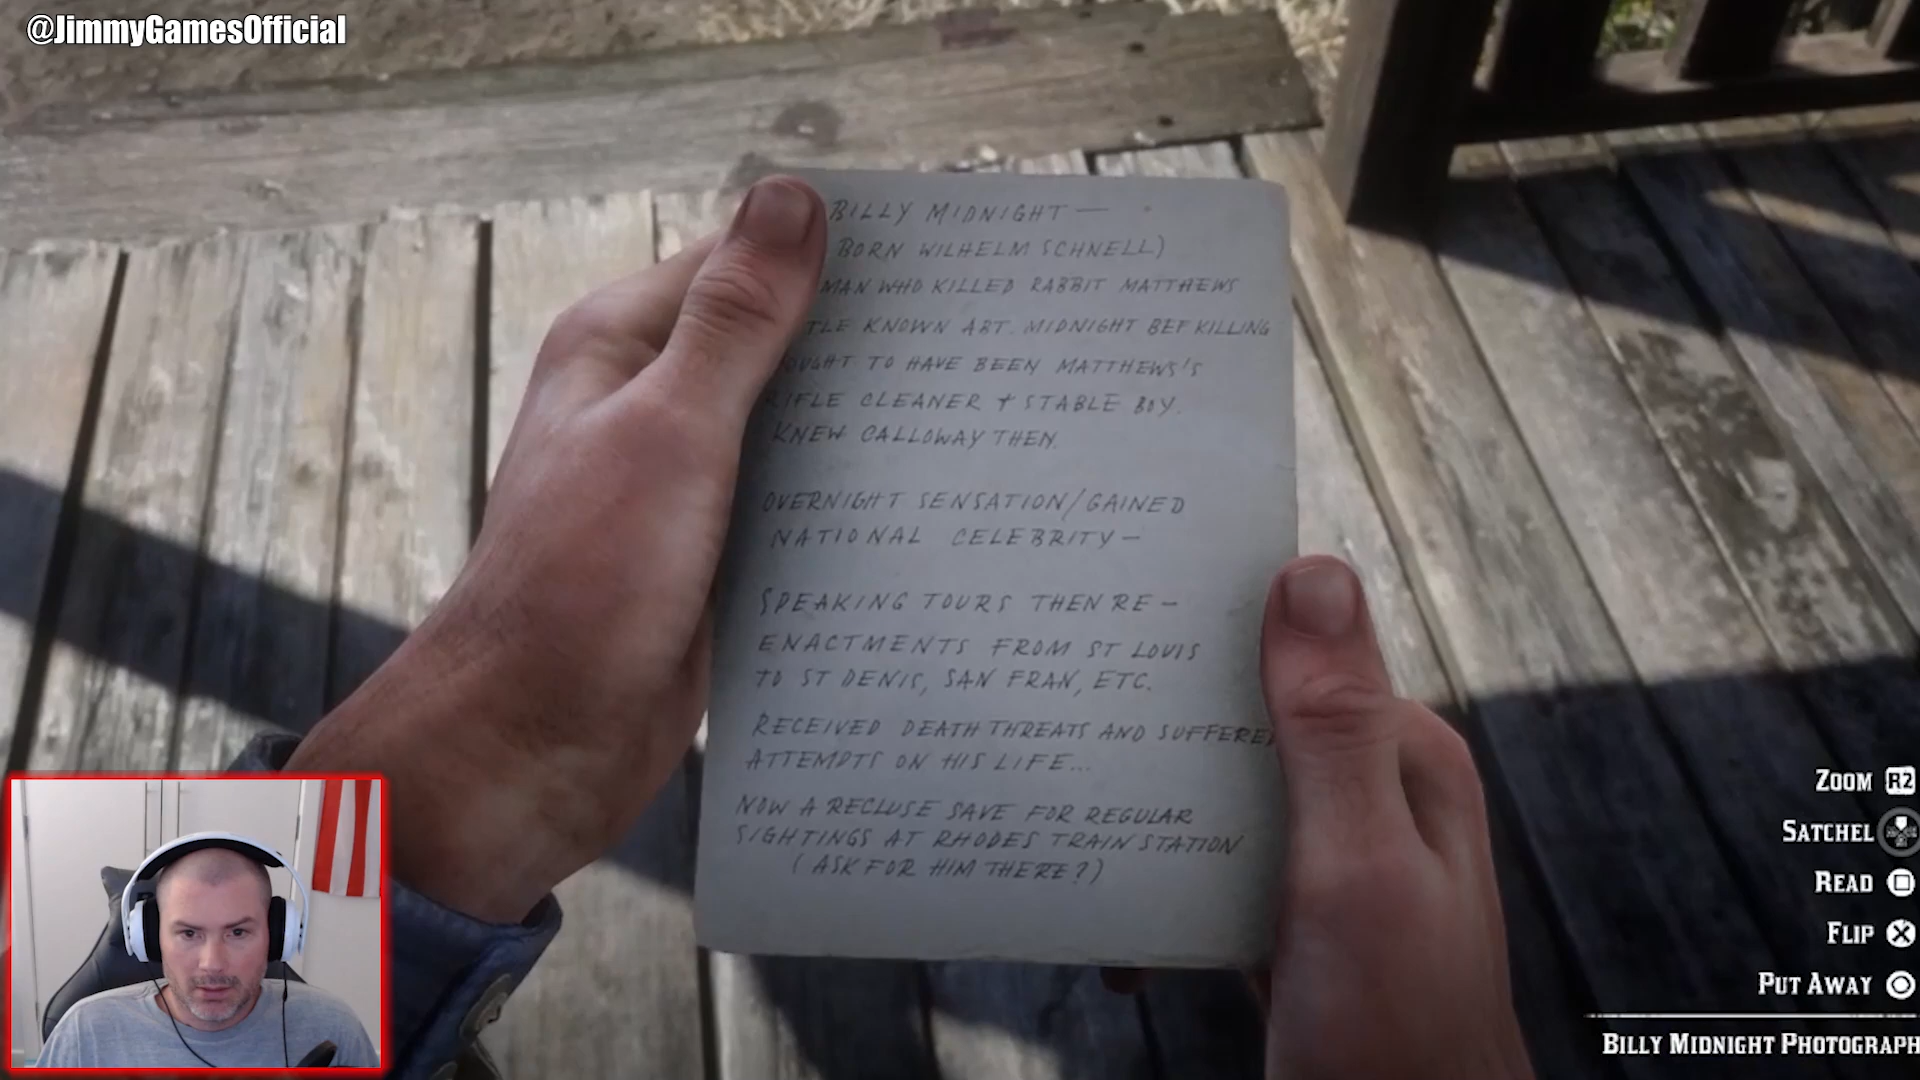 @JimmyGamesOfficial
BILLY MIDNIGHT —
BORN WILHELM SCHNELL)
MAN WHO KILLED RABBIT MATTHEWS
TLE KNOWN ABT. MIDNIGHT BEF KILLING
OUGHT TO HAVE BEEN MATTHEWS'S
RIFLE CLEANER + STABLE BOY.
KNEW CALLOWAY THEN.
OVERNIGHT SENSATION/GAINED
NATIONAL CELEBRITY —
SPEAKING TOURS THEN RE —
ENACTMENTS FROM ST LOUIS
TO ST DENIS, SAN FRAN, ETC.
RECEIVED DEATH THREATS AND SUFFERED
ATTEMPTS ON HIS LIFE...
NOW A RECLUSE SAVE FOR REGULAR
SIGHTINGS AT RHODES TRAIN STATION
(ASK FOR HIM THERE?)
ZOOM R2
SATCHEL
READ
FLIP
PUT AWAY
BILLY MIDNIGHT PHOTOGRAPH